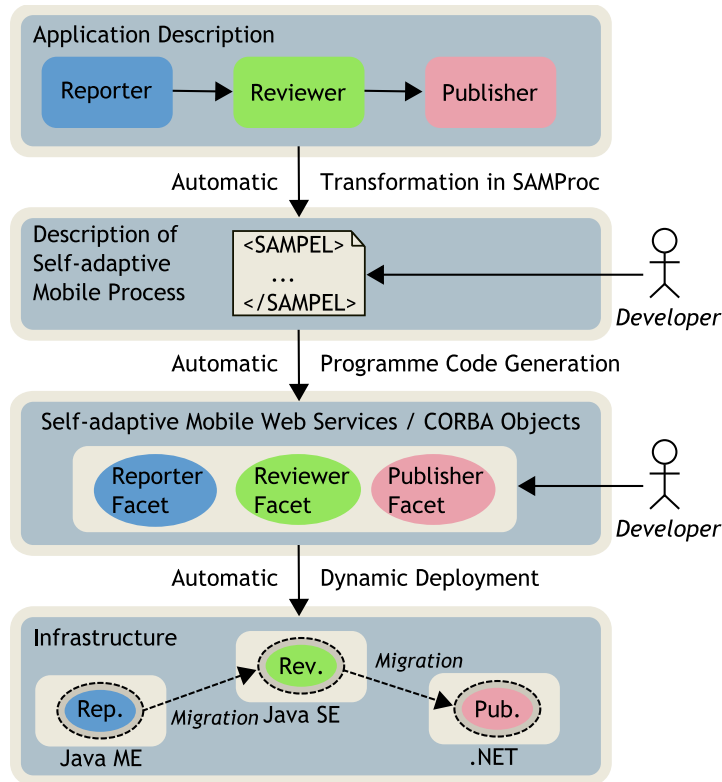 Application Description
Reporter
Reviewer
Publisher
Automatic
Transformation in SAMProc
Description of
Self-adaptive
Mobile Process
<SAMPEL>
...
</SAMPEL>
Developer
Automatic
Programme Code Generation
Self-adaptive Mobile Web Services / CORBA Objects
Reporter
Facet
Reviewer
Facet
Publisher
Facet
Developer
Automatic
Dynamic Deployment
Infrastructure
Rep.
Java ME
Migration
Rev.
Java SE
Migration
Pub.
.NET